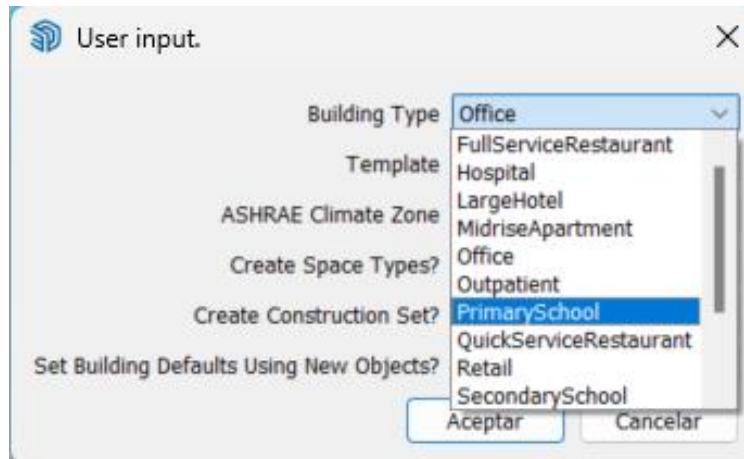 User input.
Building Type Office
FullServiceRestaurant
Template
Hospital
LargeHotel
ASHRAE Climate Zone
MidriseApartment
Create Space Types?
Office
Outpatient
Create Construction Set?
PrimarySchool
QuickServiceRestaurant
Set Building Defaults Using New Objects?
Retail
SecondarySchool
Aceptar
Cancelar